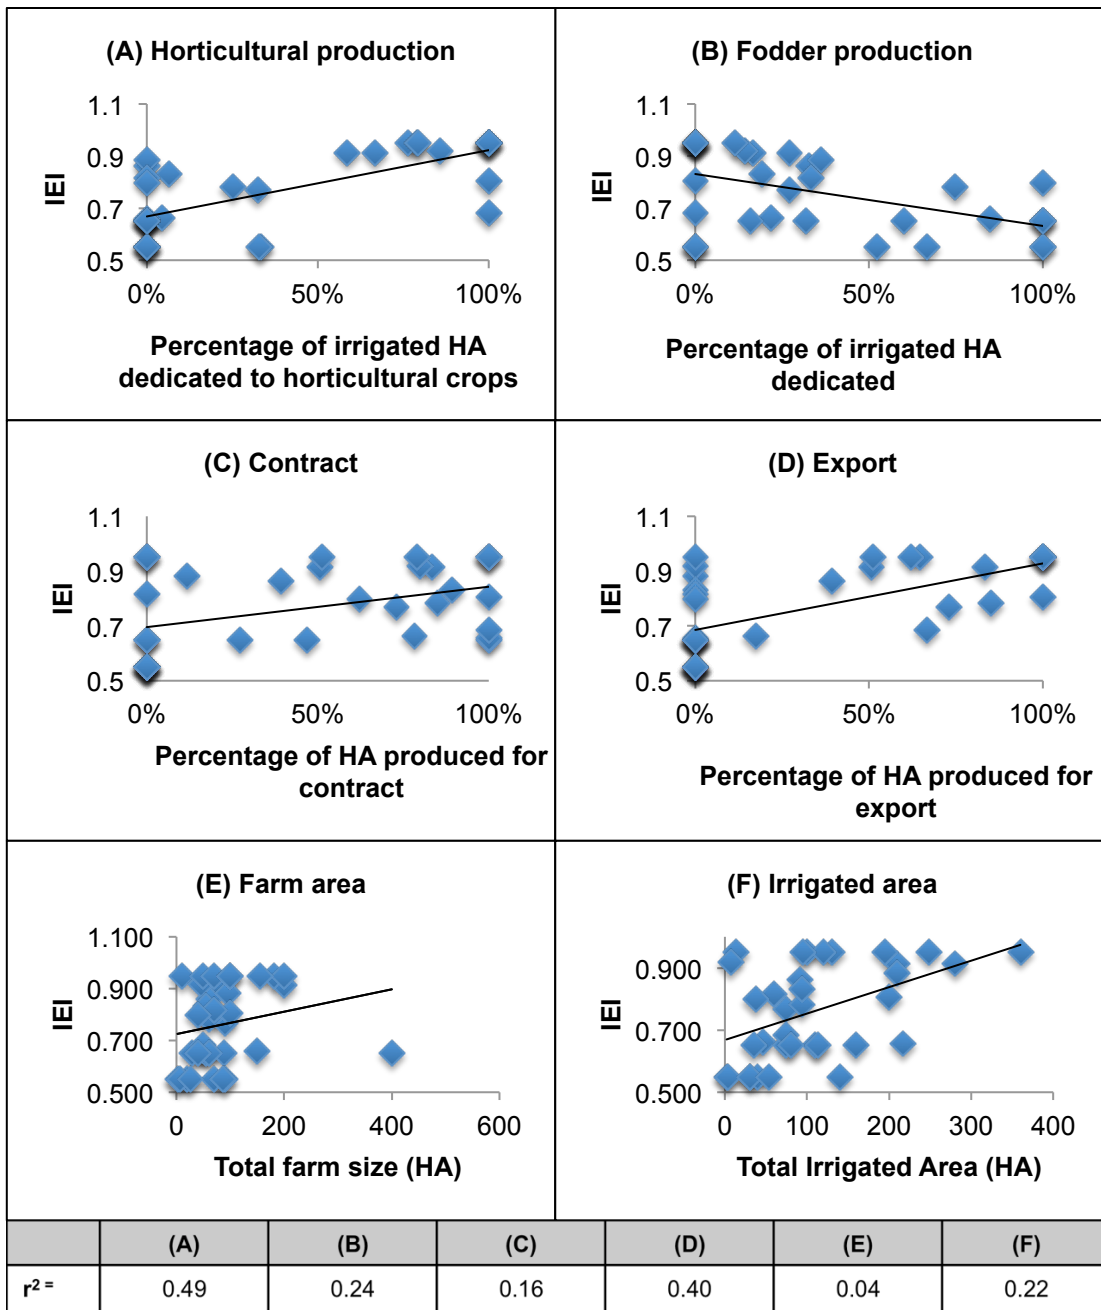 (A) Horticultural production
1.1
0.9
0.7
0.5
IEI
0%
50%
100%
Percentage of irrigated HA
dedicated to horticultural crops
(B) Fodder production
1.1
0.9
0.7
0.5
IEI
0%
50%
100%
Percentage of irrigated HA
dedicated
(C) Contract
1.1
0.9
0.7
0.5
IEI
0%
50%
100%
Percentage of HA produced for
contract
(D) Export
1.1
0.9
0.7
0.5
IEI
0%
50%
100%
Percentage of HA produced for
export
(E) Farm area
1.100
0.900
0.700
0.500
IEI
0
200
400
600
Total farm size (HA)
(F) Irrigated area
0.900
0.700
0.500
IEI
0
100
200
300
400
Total Irrigated Area (HA)
(A) (B) (C) (D) (E) (F)
r² = 0.49 0.24 0.16 0.40 0.04 0.22